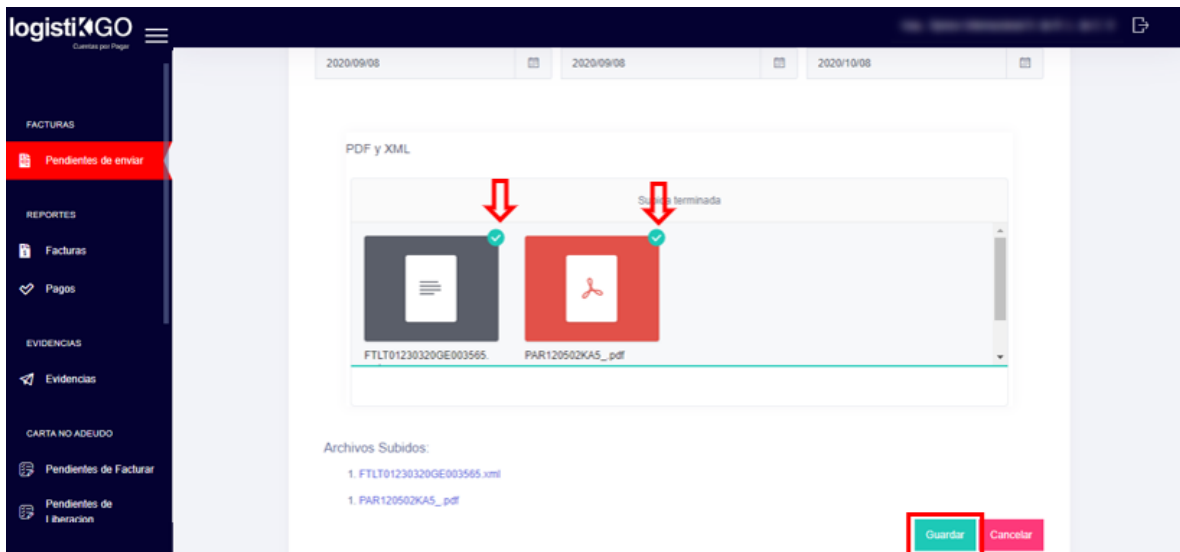 logistiKGO
Cuentas por Pagar
2020/09/08 2020/09/08 2020/10/08
FACTURAS
Pendientes de enviar
REPORTES
Facturas
Pagos
EVIDENCIAS
Evidencias
CARTA NO ADEUDO
Pendientes de Facturar
Pendientes de
Liberacion
PDF y XML
Subida terminada
FTLT01230320GE003565. PAR120502KA5_.pdf
Archivos Subidos:
1. FTLT01230320GE003565.xml
1. PAR120502KA5_.pdf
Guardar Cancelar